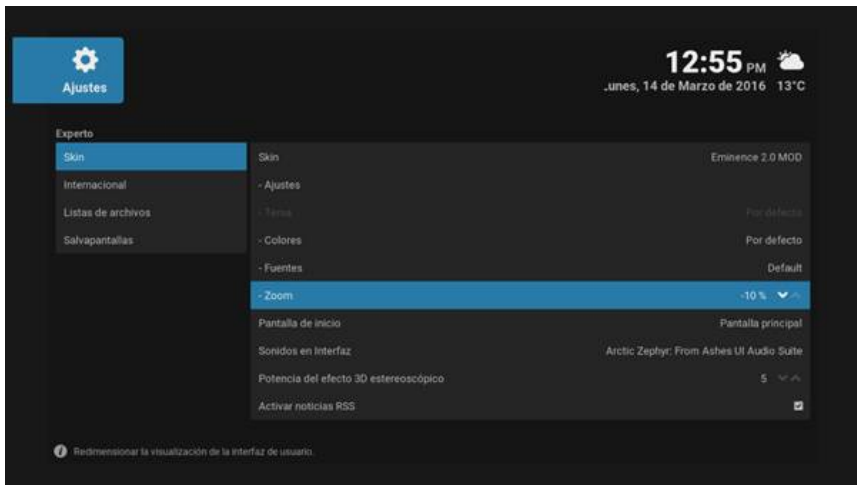 Ajustes
12:55 PM
.unes, 14 de Marzo de 2016 13°C
Experto
Skin
Internacional
Listas de archivos
Salvapantallas
Skin Eminence 2.0 MOD
- Ajustes
- Tema Por defecto
- Colores Por defecto
- Fuentes Default
- Zoom -10 %
Pantalla de inicio Pantalla principal
Sonidos en Interfaz Arctic Zephyr: From Ashes UI Audio Suite
Potencia del efecto 3D estereoscópico 5
Activar noticias RSS
Redimensionar la visualización de la interfaz de usuario.